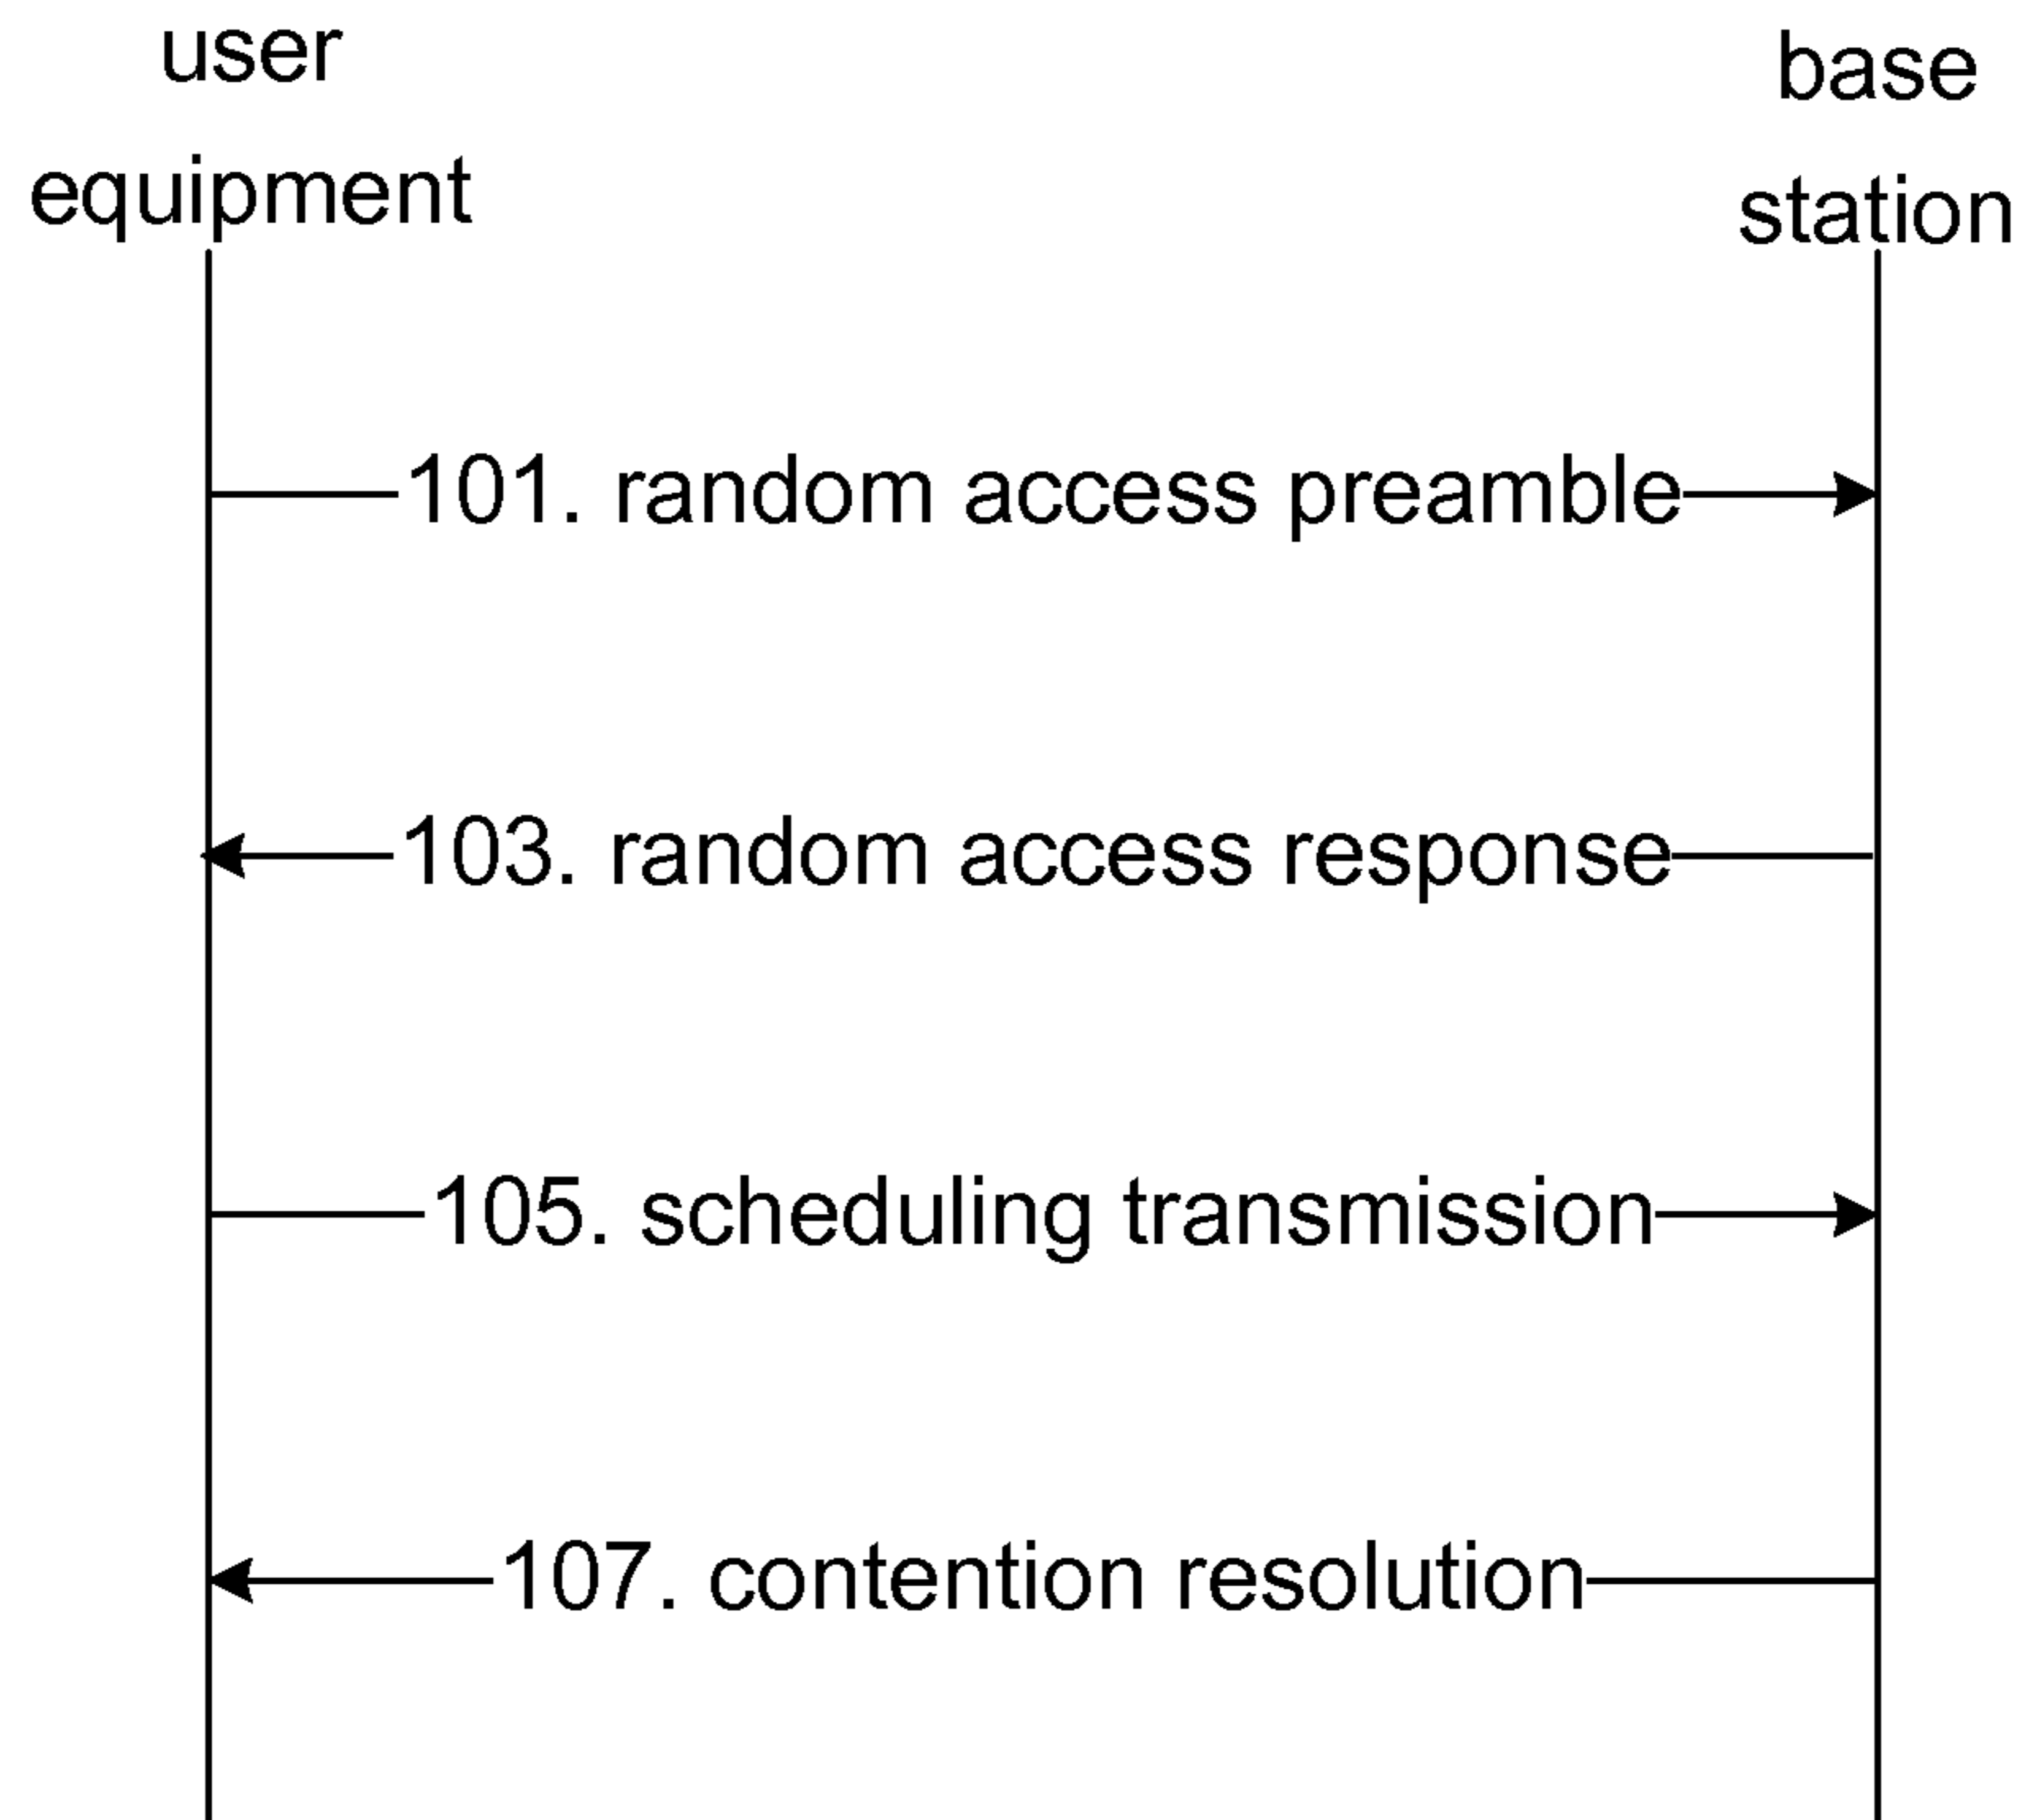 user
equipment
base
station
101. random access preamble
103. random access response
105. scheduling transmission
107. contention resolution